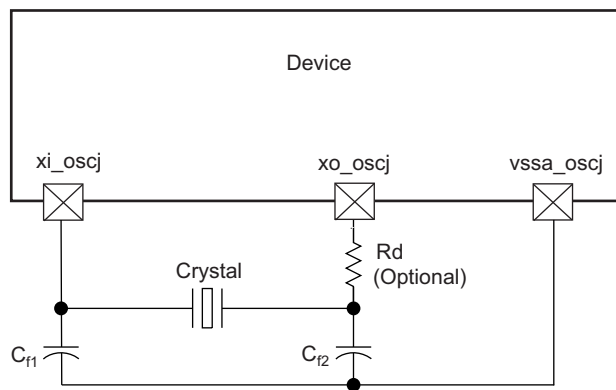 Device
xi_oscj
xo_oscj
vssa_oscj
Rd
(Optional)
Crystal
Cf1
Cf2